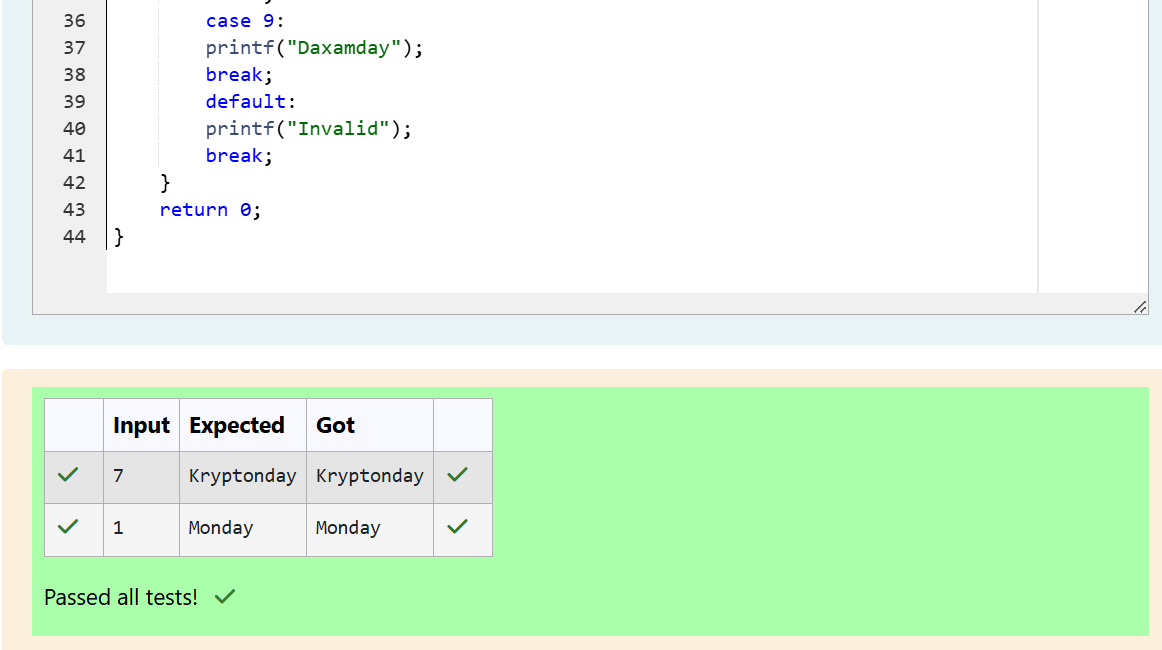 36 case 9:
37 printf("Daxamday");
38 break;
39 default:
40 printf("Invalid");
41 break;
42 }
43 return 0;
44 }
Input Expected Got
7 Kryptonday Kryptonday
1 Monday Monday
Passed all tests!